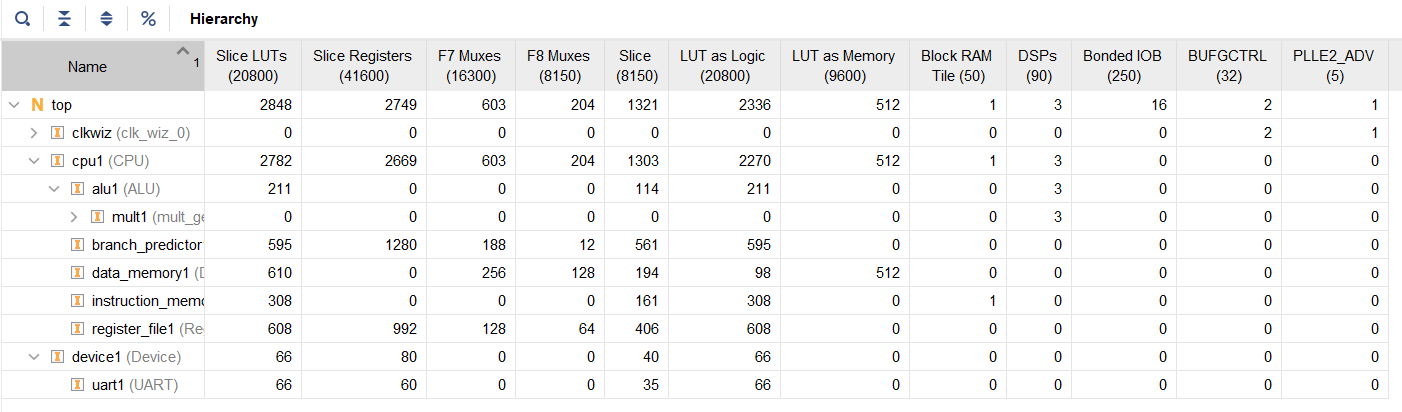 % Hierarchy
Name 1 Slice LUTs (20800) Slice Registers (41600) F7 Muxes (16300) F8 Muxes (8150) Slice (8150) LUT as Logic (20800) LUT as Memory (9600) Block RAM Tile (50) DSPs (90) Bonded IOB (250) BUFGCTRL (32) PLLE2_ADV (5)
N top 2848 2749 603 204 1321 2336 512 1 3 16 2 1
I clkwiz (clk_wiz_0) 0 0 0 0 0 0 0 0 0 0 2 1
I cpu1 (CPU) 2782 2669 603 204 1303 2270 512 1 3 0 0 0
I alu1 (ALU) 211 0 0 0 114 211 0 0 3 0 0 0
I mult1 (mult_ge 0 0 0 0 0 0 0 0 3 0 0 0
I branch_predictor 595 1280 188 12 561 595 0 0 0 0 0 0
I data_memory1 (D 610 0 256 128 194 98 512 0 0 0 0 0
I instruction_memo 308 0 0 0 161 308 0 1 0 0 0 0
I register_file1 (Re 608 992 128 64 406 608 0 0 0 0 0 0
I device1 (Device) 66 80 0 0 40 66 0 0 0 0 0 0
I uart1 (UART) 66 60 0 0 35 66 0 0 0 0 0 0